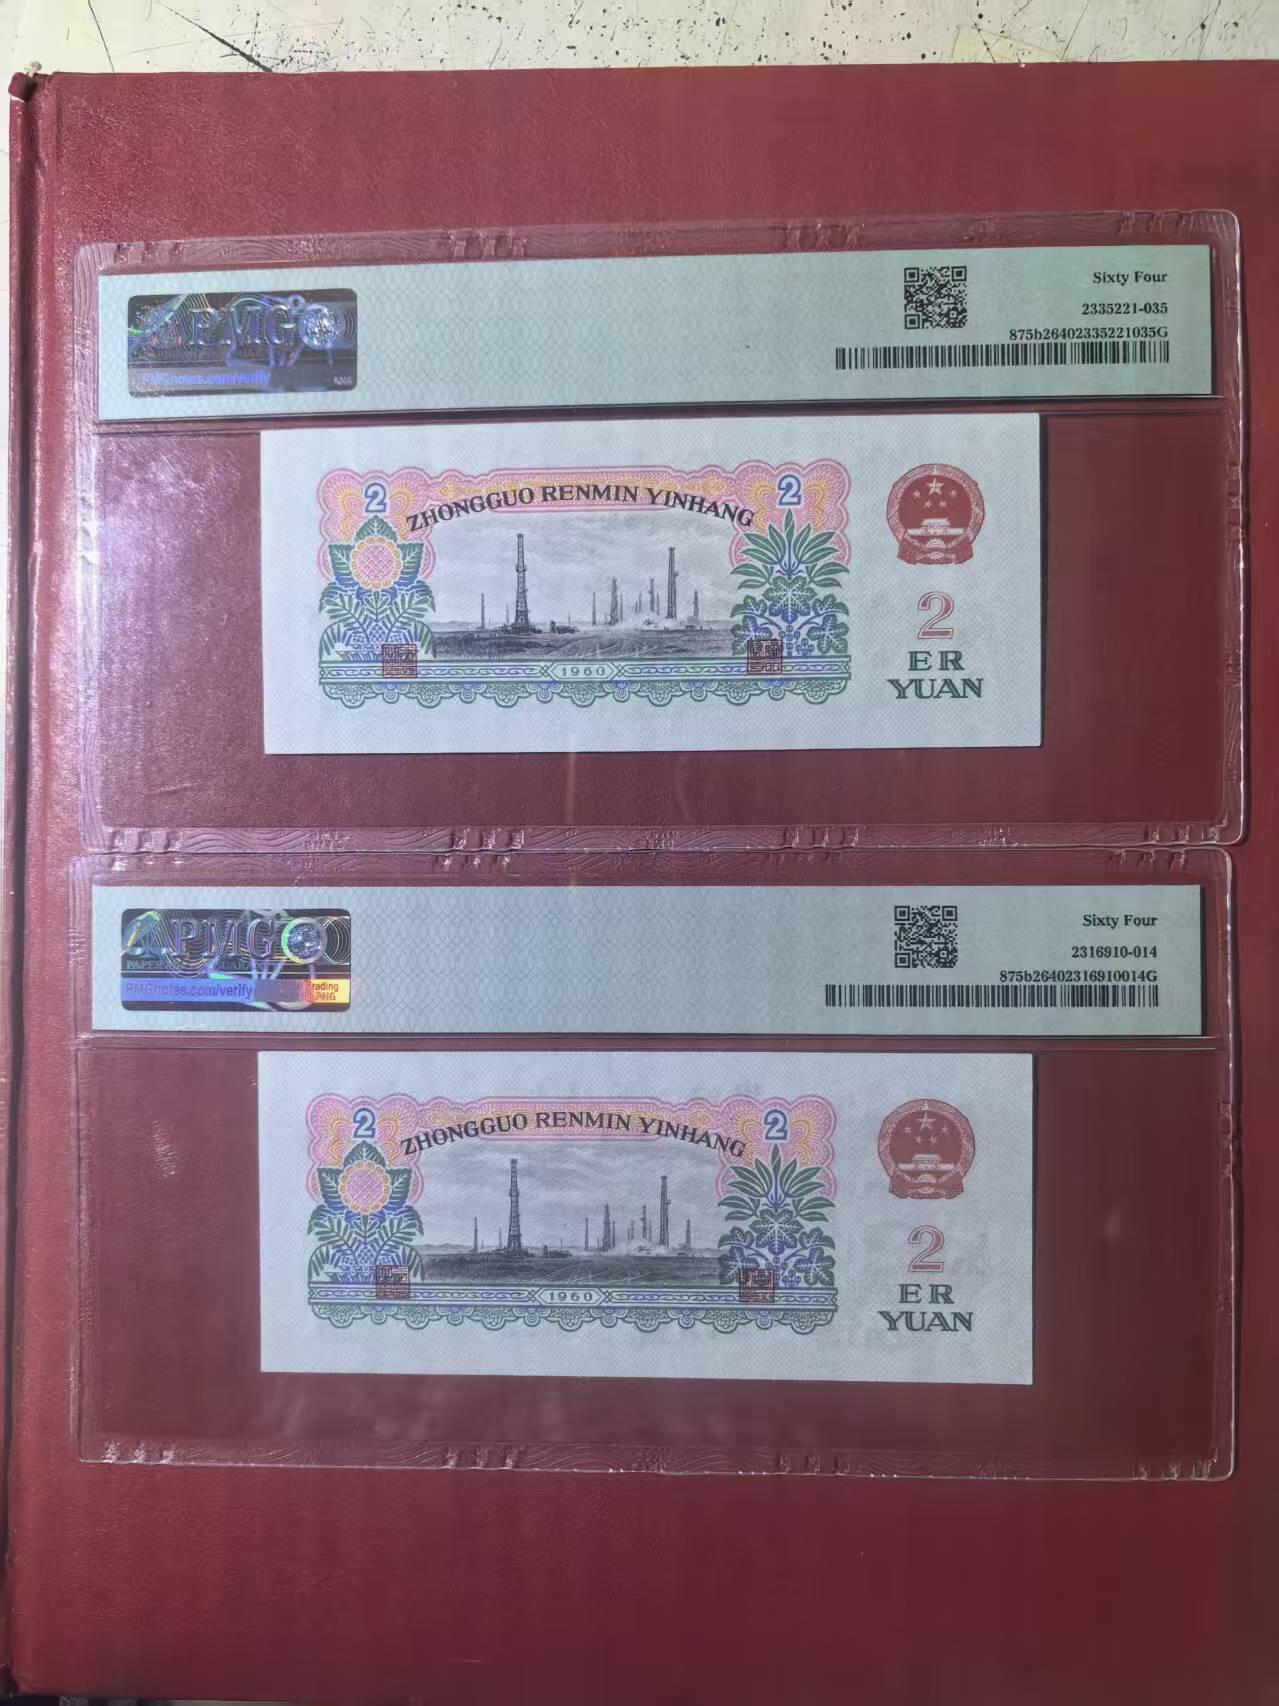 PMG
PMGnotes.com/verify
Sixty Four
2335221-035
875b26402335221035G
2
ZHONGGUO RENMIN YINHANG
2
1960
2
ER
YUAN
PMG
PMGnotes.com/verify
Sixty Four
2316910-014
875b26402316910014G
2
ZHONGGUO RENMIN YINHANG
2
1960
2
ER
YUAN